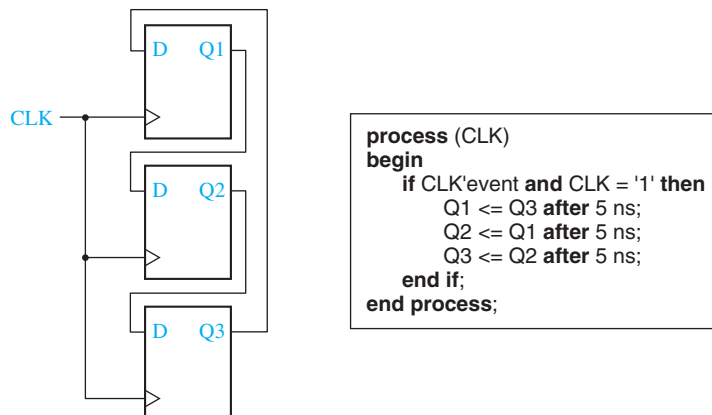 D Q1
CLK
D Q2
D Q3
process (CLK)
begin
if CLK'event and CLK = '1' then
Q1 <= Q3 after 5 ns;
Q2 <= Q1 after 5 ns;
Q3 <= Q2 after 5 ns;
end if;
end process;